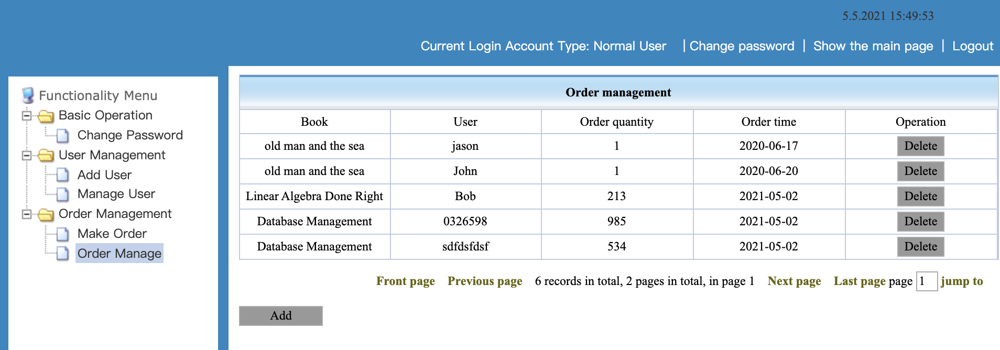 5.5.2021 15:49:53
Current Login Account Type: Normal User | Change password | Show the main page | Logout
Functionality Menu
Basic Operation
Change Password
User Management
Add User
Manage User
Order Management
Make Order
Order Manage
Order management
Book User Order quantity Order time Operation
old man and the sea jason 1 2020-06-17 Delete
old man and the sea John 1 2020-06-20 Delete
Linear Algebra Done Right Bob 213 2021-05-02 Delete
Database Management 0326598 985 2021-05-02 Delete
Database Management sdfdsfdsf 534 2021-05-02 Delete
Front page Previous page 6 records in total, 2 pages in total, in page 1 Next page Last page page 1 jump to
Add